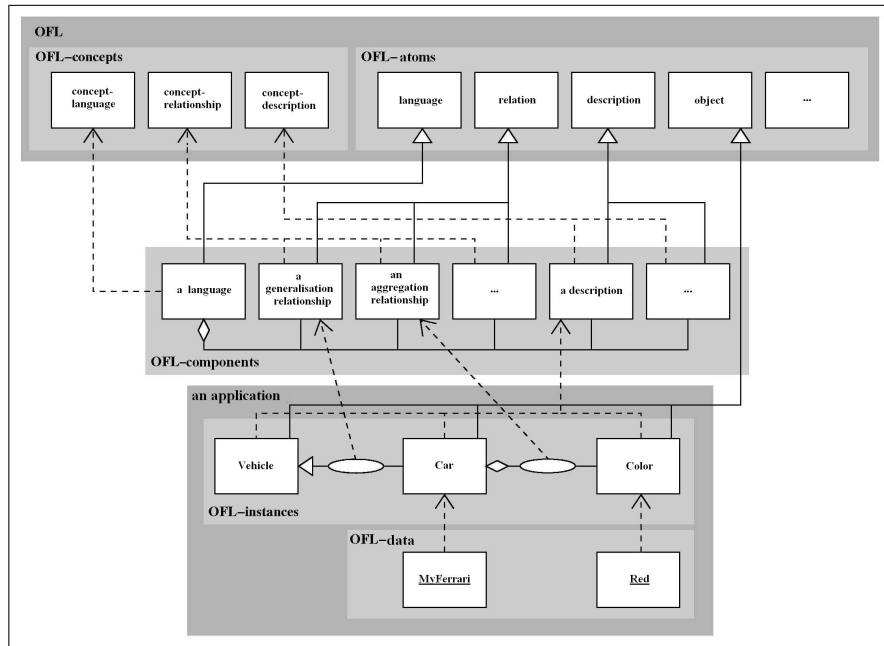 OFL
OFL-concepts
OFL-atoms
concept-
language
concept-
relationship
concept-
description
language
relation
description
object
...
a language
a
generalisation
relationship
an
aggregation
relationship
...
a description
...
OFL-components
an application
Vehicle
Car
Color
OFL-instances
OFL-data
MyFerrari
Red